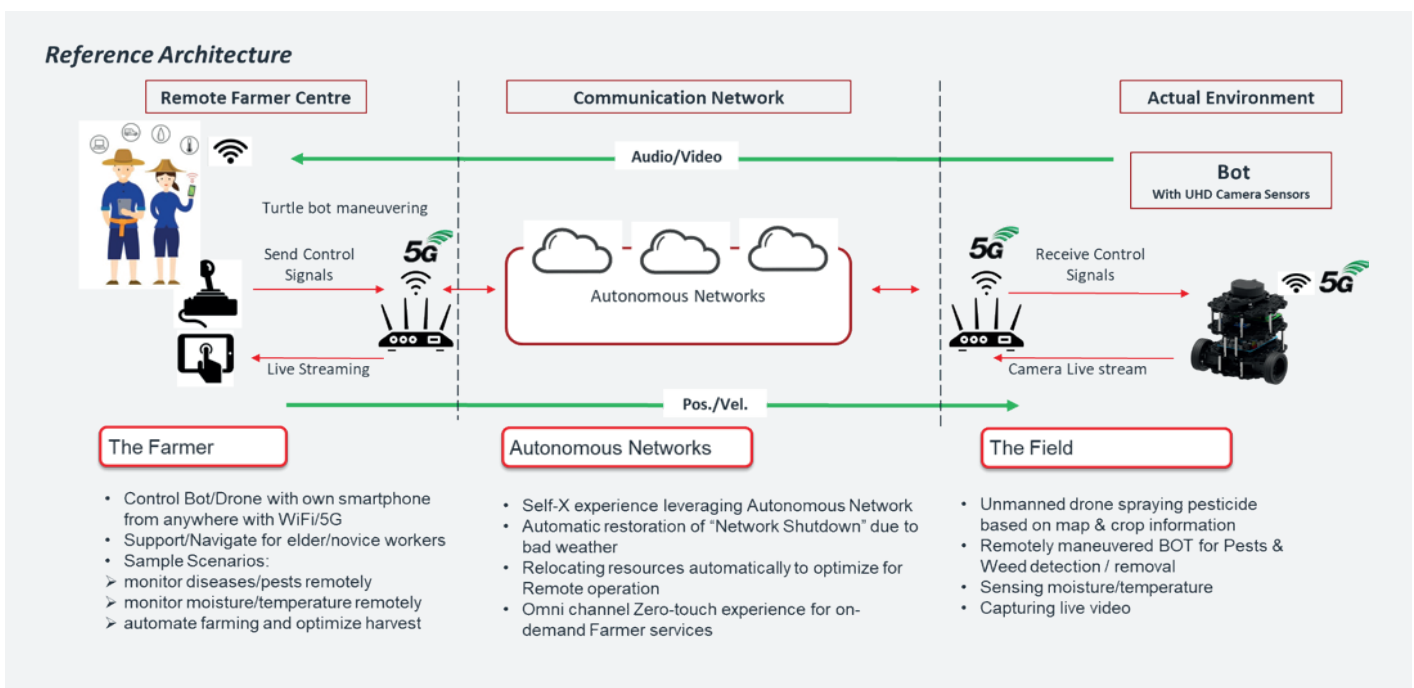 Reference Architecture
Remote Farmer Centre
Communication Network
Actual Environment
Audio/Video
Bot
With UHD Camera Sensors
Turtle bot maneuvering
5G
5G
Send Control
Signals
Receive Control
Signals
5G
Autonomous Networks
Live Streaming
Camera Live stream
Pos./Vel.
The Farmer
• Control Bot/Drone with own smartphone
from anywhere with WiFi/5G
• Support/Navigate for elder/novice workers
• Sample Scenarios:
➢ monitor diseases/pests remotely
➢ monitor moisture/temperature remotely
➢ automate farming and optimize harvest
Autonomous Networks
• Self-X experience leveraging Autonomous Network
• Automatic restoration of “Network Shutdown” due to
bad weather
• Relocating resources automatically to optimize for
Remote operation
• Omni channel Zero-touch experience for on-
demand Farmer services
The Field
• Unmanned drone spraying pesticide
based on map & crop information
• Remotely maneuvered BOT for Pests &
Weed detection / removal
• Sensing moisture/temperature
• Capturing live video